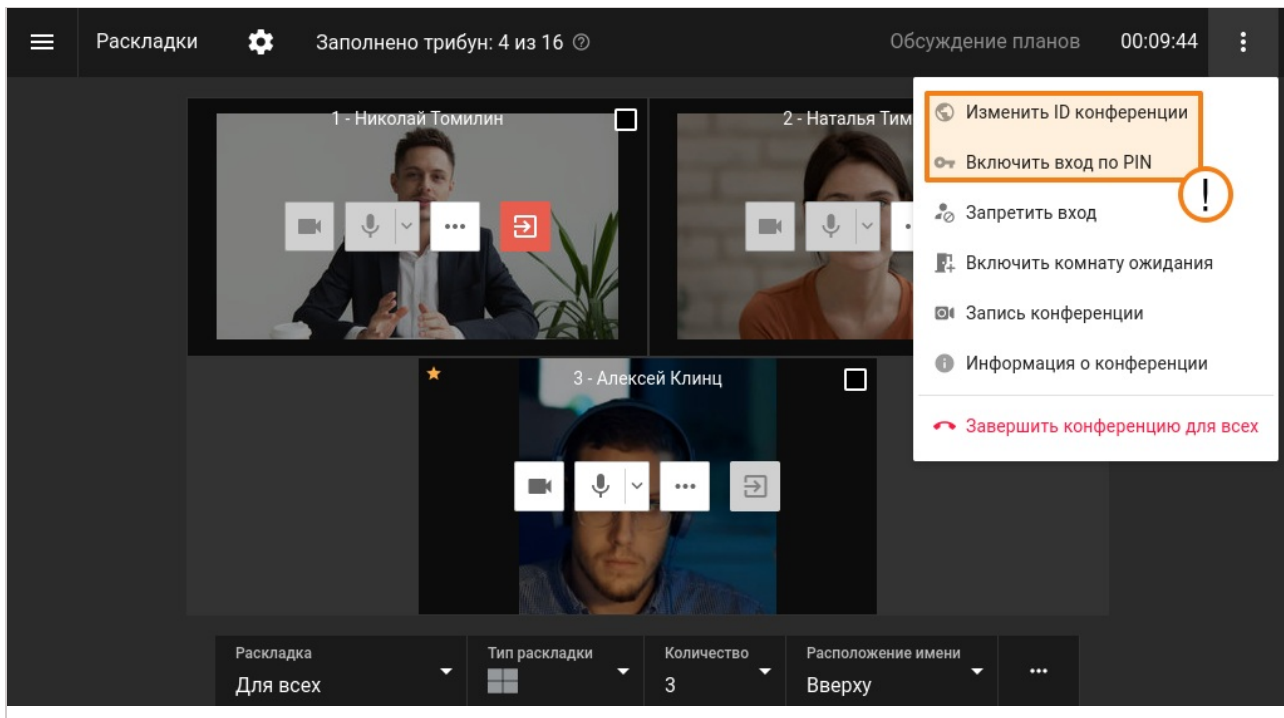 Раскладки
Заполнено трибун: 4 из 16
Обсуждение планов
00:09:44
1 - Николай Томилин
2 - Наталья Тим
Изменить ID конференции
Включить вход по PIN
!
Запретить вход
Включить комнату ожидания
Запись конференции
Информация о конференции
Завершить конференцию для всех
3 - Алексей Клинц
Раскладка
Для всех
Тип раскладки
Количество
3
Расположение имени
Вверху